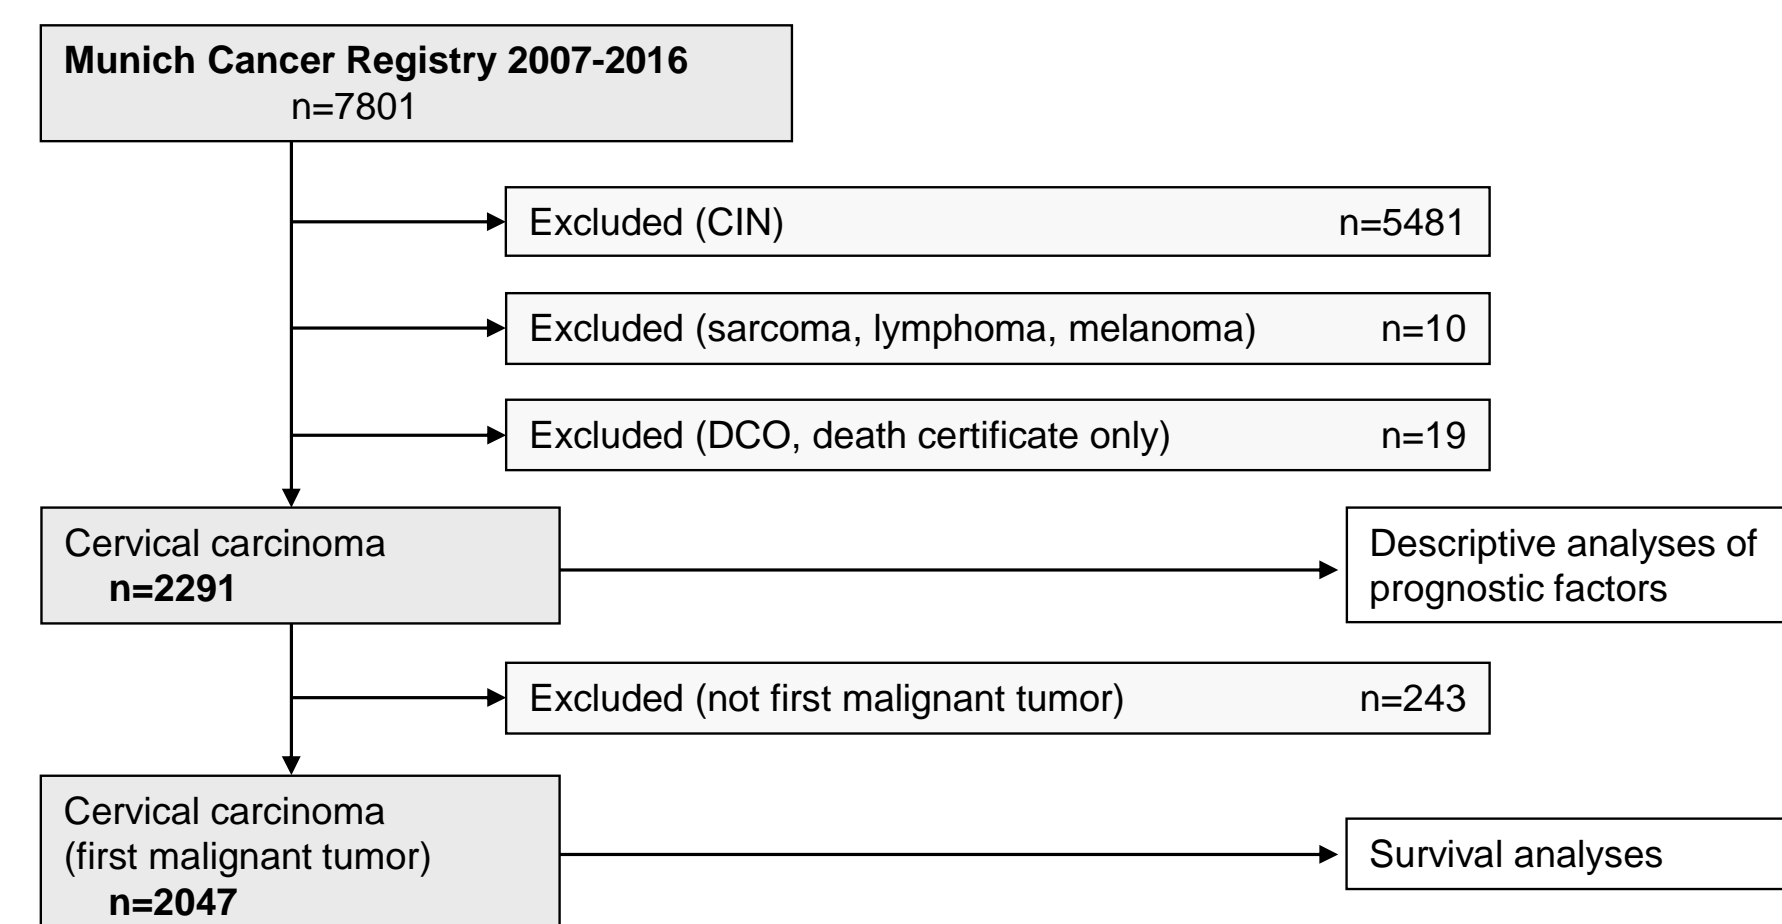 Munich Cancer Registry 2007-2016
n=7801
Excluded (CIN) n=5481
Excluded (sarcoma, lymphoma, melanoma) n=10
Excluded (DCO, death certificate only) n=19
Cervical carcinoma
n=2291
Descriptive analyses of
prognostic factors
Excluded (not first malignant tumor) n=243
Cervical carcinoma
(first malignant tumor)
n=2047
Survival analyses